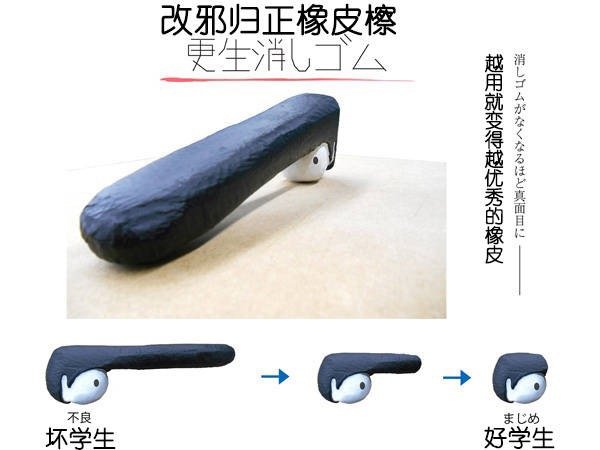 改邪归正橡皮檫
更生消しゴム
消しゴムがなくなるほど真面目に
越用就变得越优秀的橡皮
不良
坏学生
まじめ
好学生